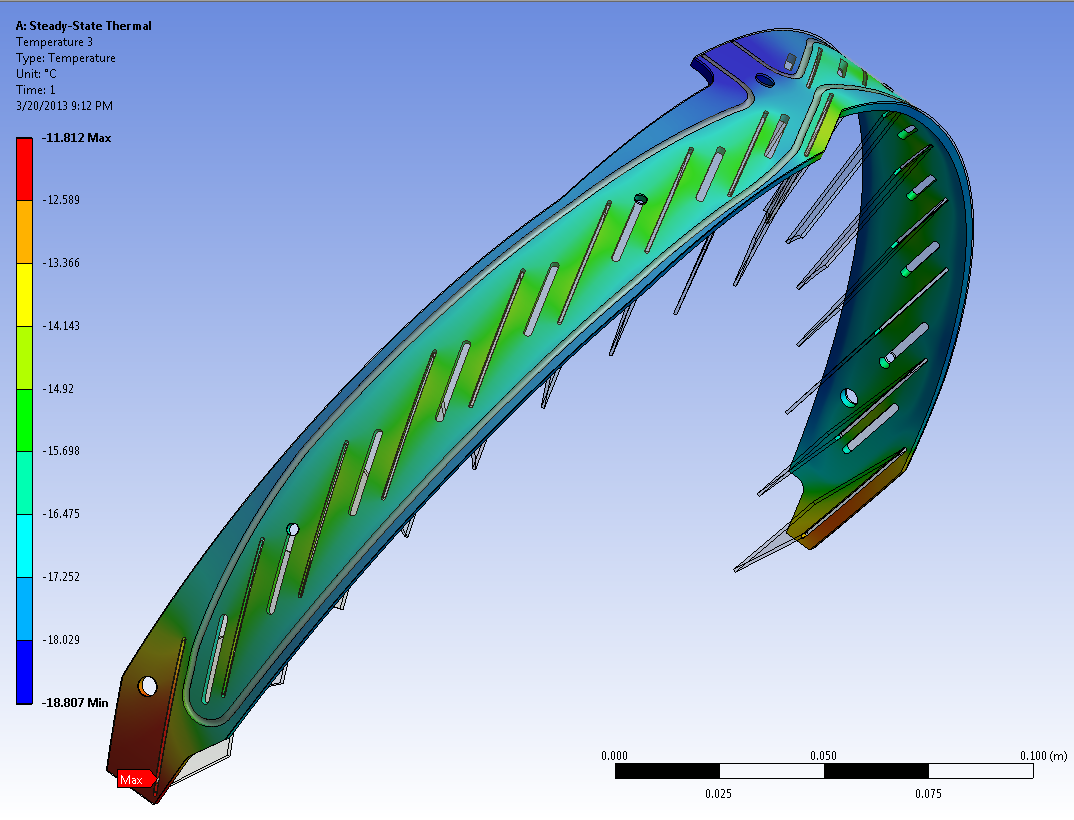 A: Steady-State Thermal
Temperature 3
Type: Temperature
Unit: °C
Time: 1
3/20/2013 9:12 PM
-11.812 Max
-12.589
-13.366
-14.143
-14.92
-15.698
-16.475
-17.252
-18.029
-18.807 Min
Max
0.000 0.050 0.100 (m)
0.025 0.075